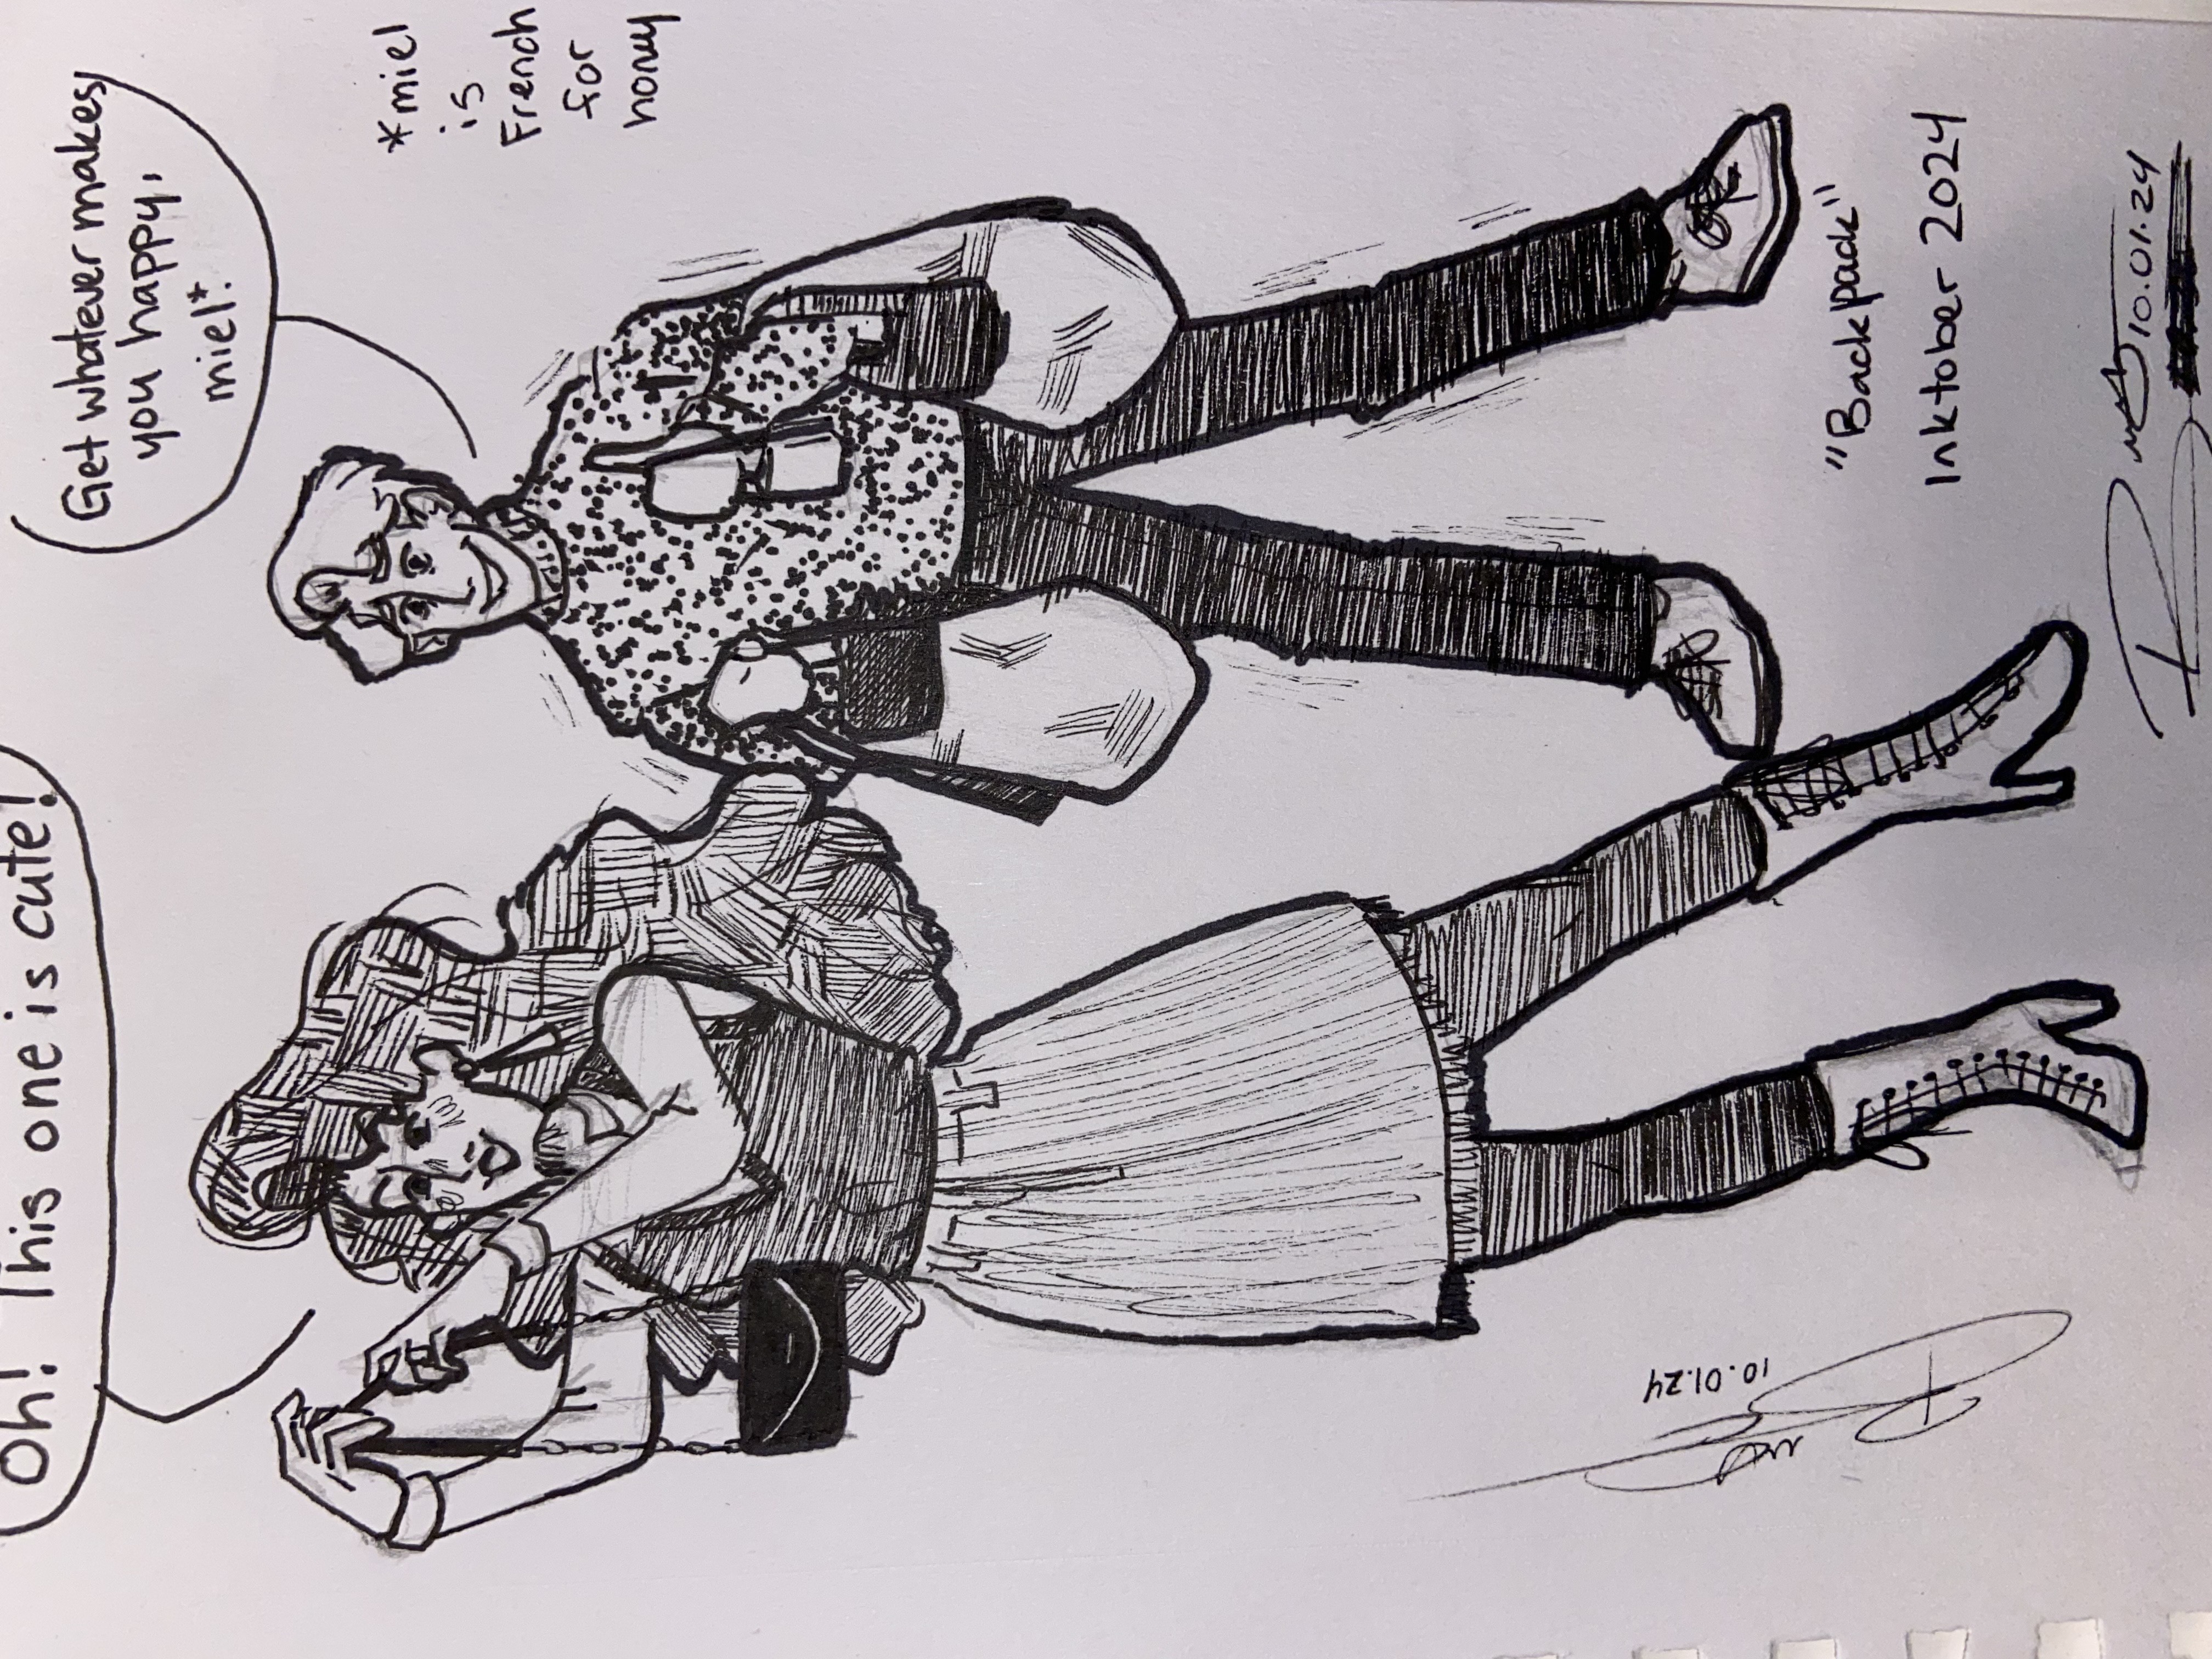 Oh! This one is cute!
Get whatever makes
you happy,
miel*.
*miel
is
French
for
honey
10.01.24
"Backpack"
Inktober 2024
10.01.24